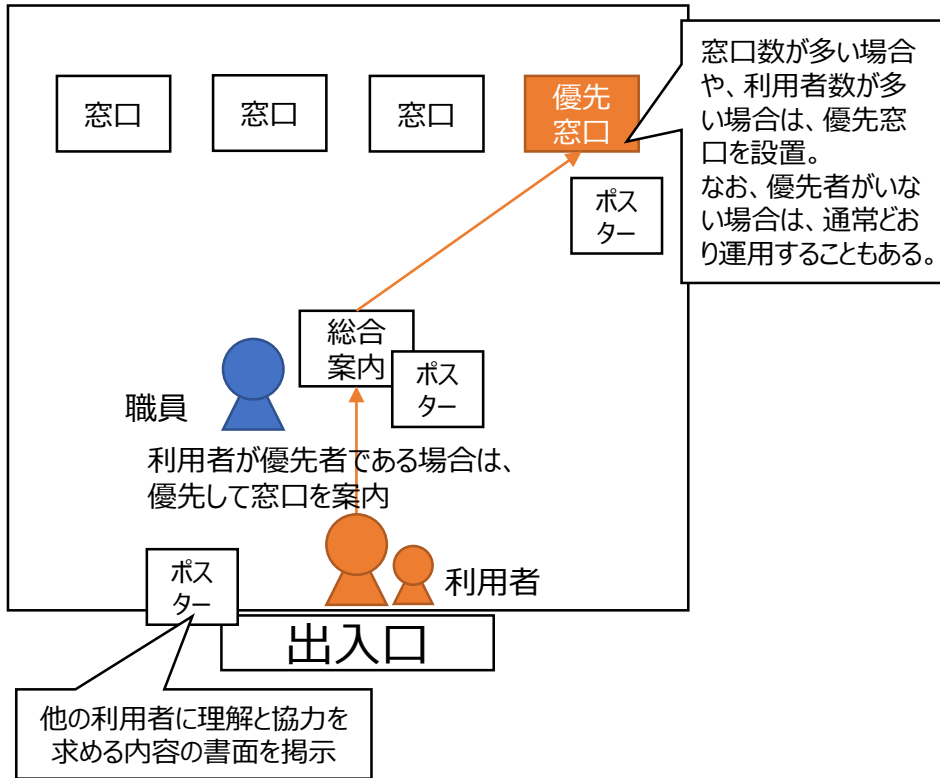 窓口
窓口
窓口
優先
窓口
窓口数が多い場合
や、利用者数が多
い場合は、優先窓
口を設置。
なお、優先者がいな
い場合は、通常どお
り運用することもある。
ポス
ター
総合
案内
ポス
ター
職員
利用者が優先者である場合は、
優先して窓口を案内
利用者
ポス
ター
出入口
他の利用者に理解と協力を
求める内容の書面を掲示